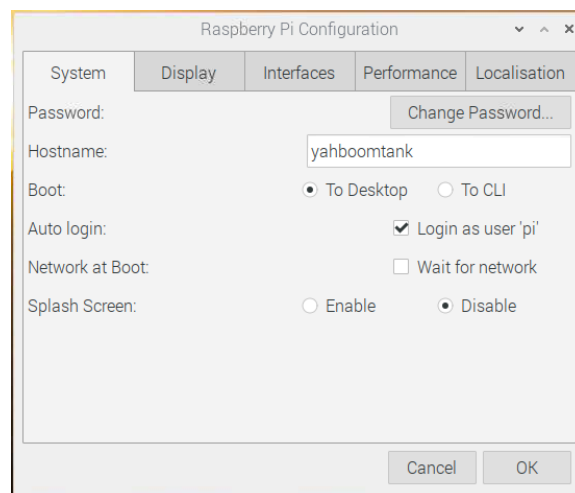 Raspberry Pi Configuration
System Display Interfaces Performance Localisation
Password: Change Password...
Hostname: yahboomtank
Boot: To Desktop To CLI
Auto login: Login as user 'pi'
Network at Boot: Wait for network
Splash Screen: Enable Disable
Cancel OK